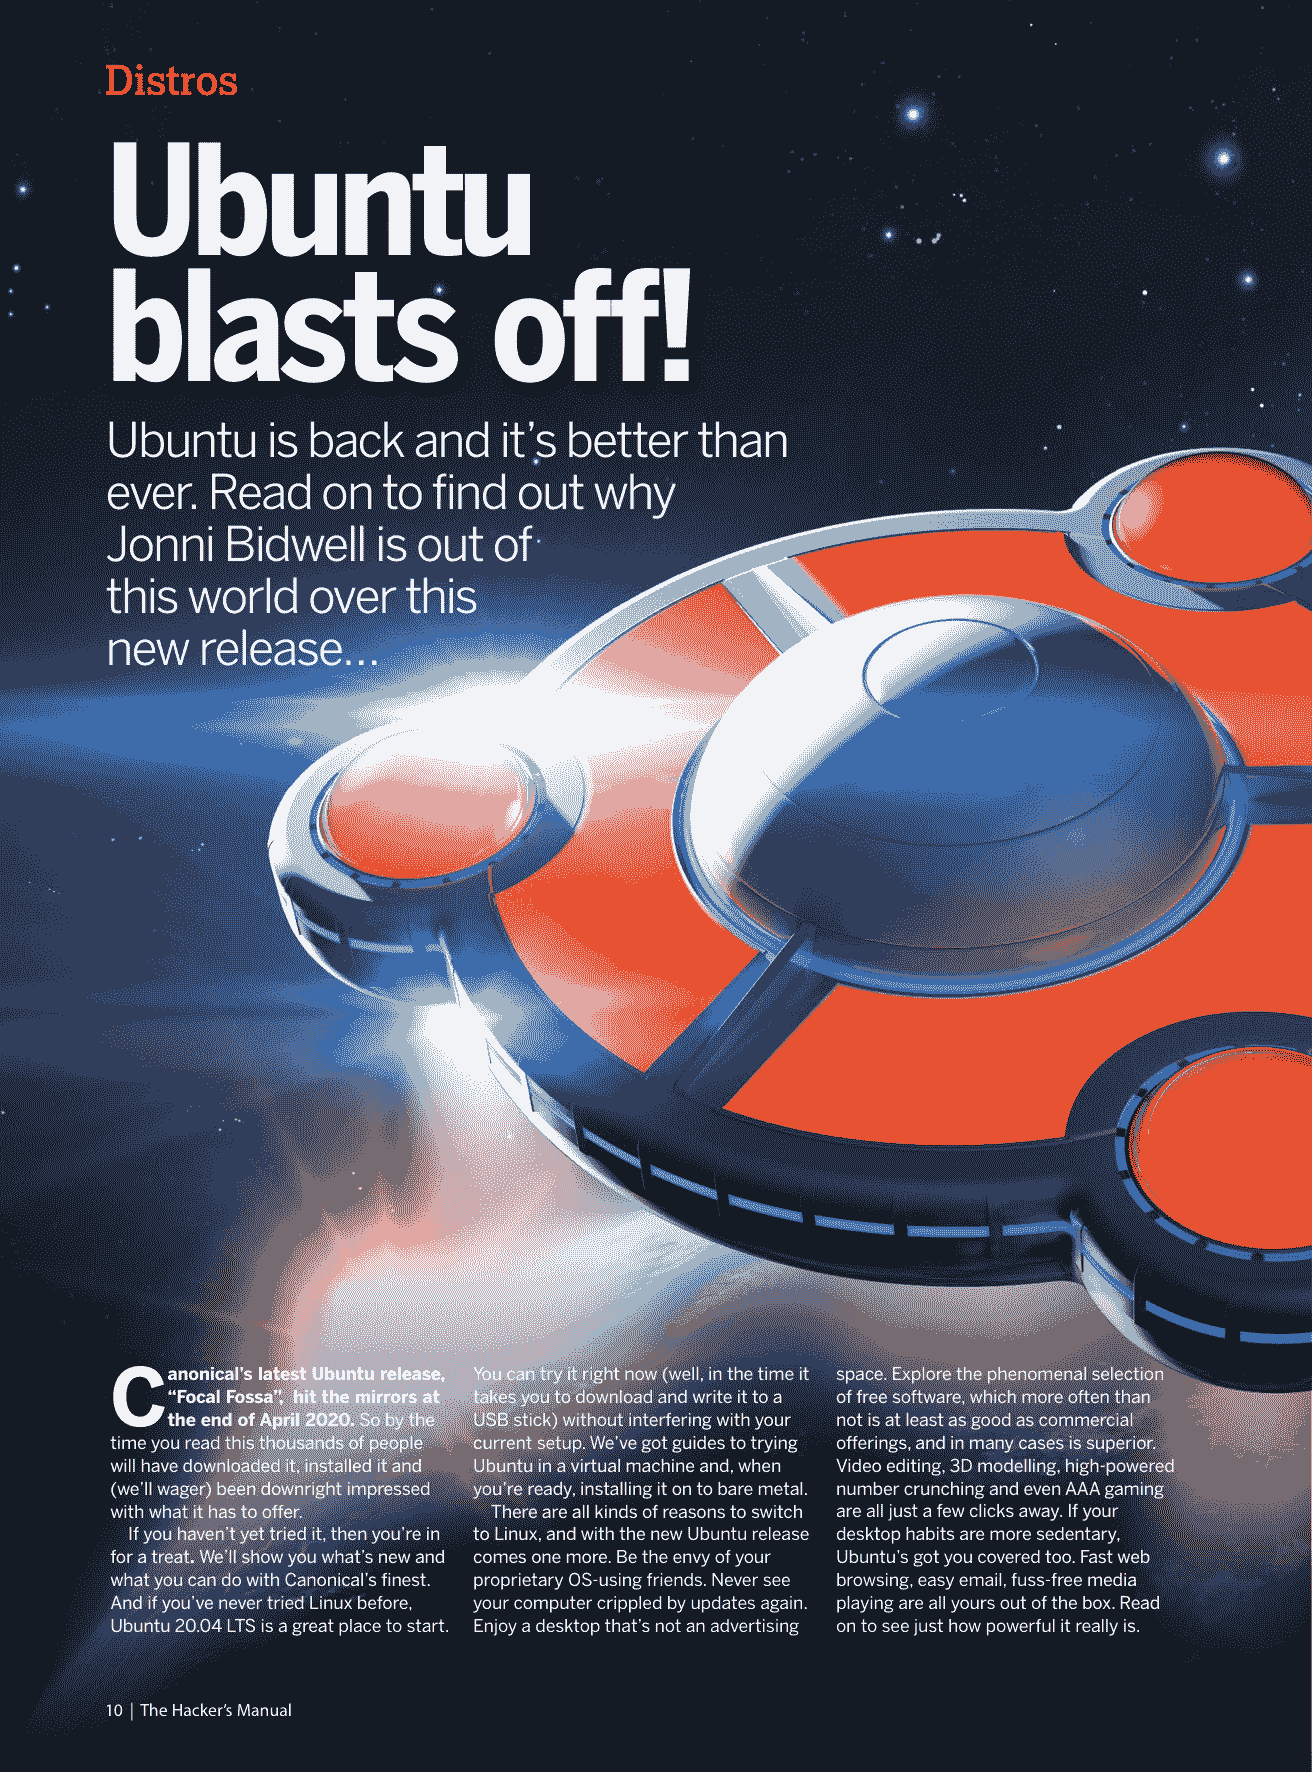 Distros
Ubuntu
blasts off!
Ubuntu is back and it’s better than
ever. Read on to find out why
Jonni Bidwell is out of
this world over this
new release...
Canonical’s latest Ubuntu release,
“Focal Fossa”, hit the mirrors at
the end of April 2020. So by the
time you read this thousands of people
will have downloaded it, installed it and
(we’ll wager) been downright impressed
with what it has to offer.
If you haven’t yet tried it, then you’re in
for a treat. We’ll show you what’s new and
what you can do with Canonical’s finest.
And if you’ve never tried Linux before,
Ubuntu 20.04 LTS is a great place to start.
You can try it right now (well, in the time it
takes you to download and write it to a
USB stick) without interfering with your
current setup. We’ve got guides to trying
Ubuntu in a virtual machine and, when
you’re ready, installing it on to bare metal.
There are all kinds of reasons to switch
to Linux, and with the new Ubuntu release
comes one more. Be the envy of your
proprietary OS-using friends. Never see
your computer crippled by updates again.
Enjoy a desktop that’s not an advertising
space. Explore the phenomenal selection
of free software, which more often than
not is at least as good as commercial
offerings, and in many cases is superior.
Video editing, 3D modelling, high-powered
number crunching and even AAA gaming
are all just a few clicks away. If your
desktop habits are more sedentary,
Ubuntu’s got you covered too. Fast web
browsing, easy email, fuss-free media
playing are all yours out of the box. Read
on to see just how powerful it really is.
10 | The Hacker’s Manual